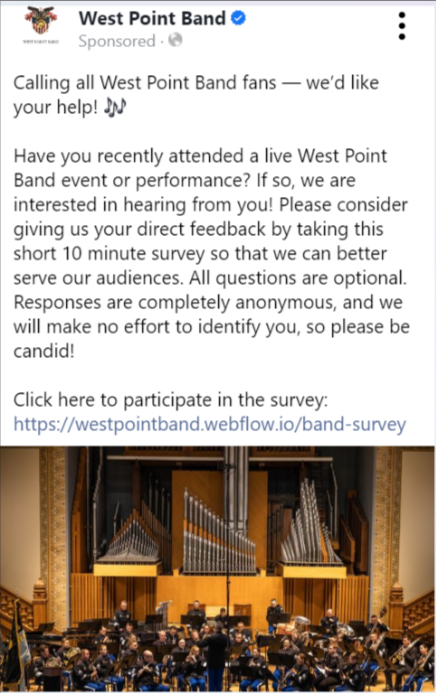 West Point Band
Sponsored ·
WEST POINT BAND
Calling all West Point Band fans — we'd like
your help! 🎶
Have you recently attended a live West Point
Band event or performance? If so, we are
interested in hearing from you! Please consider
giving us your direct feedback by taking this
short 10 minute survey so that we can better
serve our audiences. All questions are optional.
Responses are completely anonymous, and we
will make no effort to identify you, so please be
candid!
Click here to participate in the survey:
https://westpointband.webflow.io/band-survey